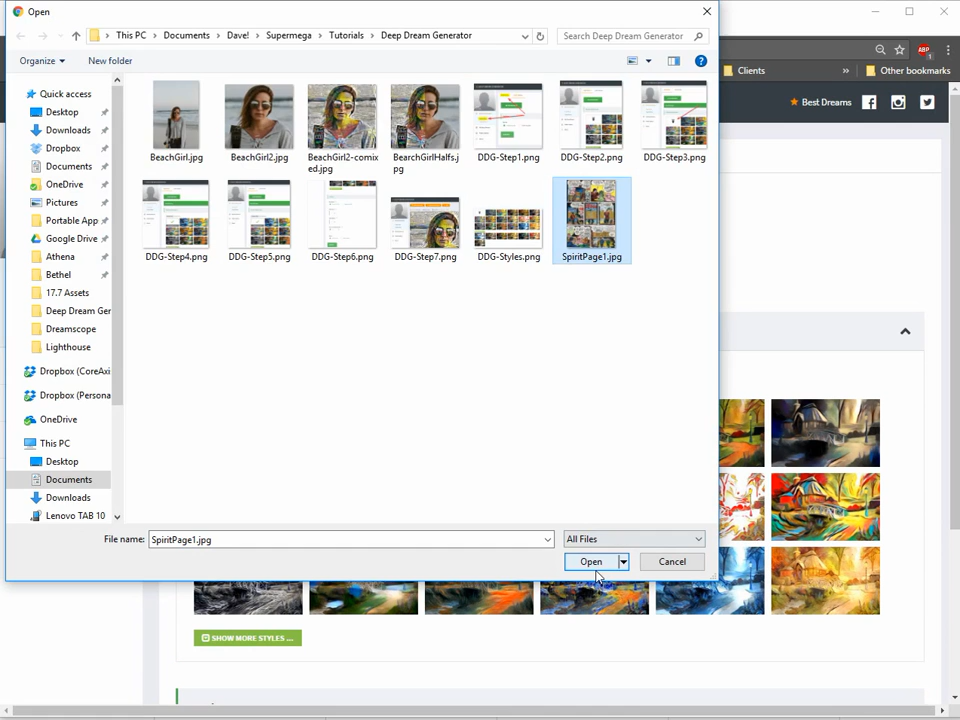 Open
This PC > Documents > Dave! > Supermega > Tutorials > Deep Dream Generator
Search Deep Dream Generator
Organize
New folder
Clients
»
Other bookmarks
ABP
1
Best Dreams
Quick access
Desktop
Downloads
Dropbox
Documents
OneDrive
Pictures
Portable App
Google Drive
Athena
Bethel
17.7 Assets
Deep Dream Ger
Dreamscope
Lighthouse
Dropbox (CoreAxi
Dropbox (Persona
OneDrive
This PC
Desktop
Documents
Downloads
Lenovo TAB 10
BeachGirl.jpg
BeachGirl2.jpg
BeachGirl2-comix
ed.jpg
BearchGirlHalfs.j
pg
DDG-Step1.png
DDG-Step2.png
DDG-Step3.png
DDG-Step4.png
DDG-Step5.png
DDG-Step6.png
DDG-Step7.png
DDG-Styles.png
SpiritPage1.jpg
File name:
SpiritPage1.jpg
All Files
Open
Cancel
SHOW MORE STYLES ...